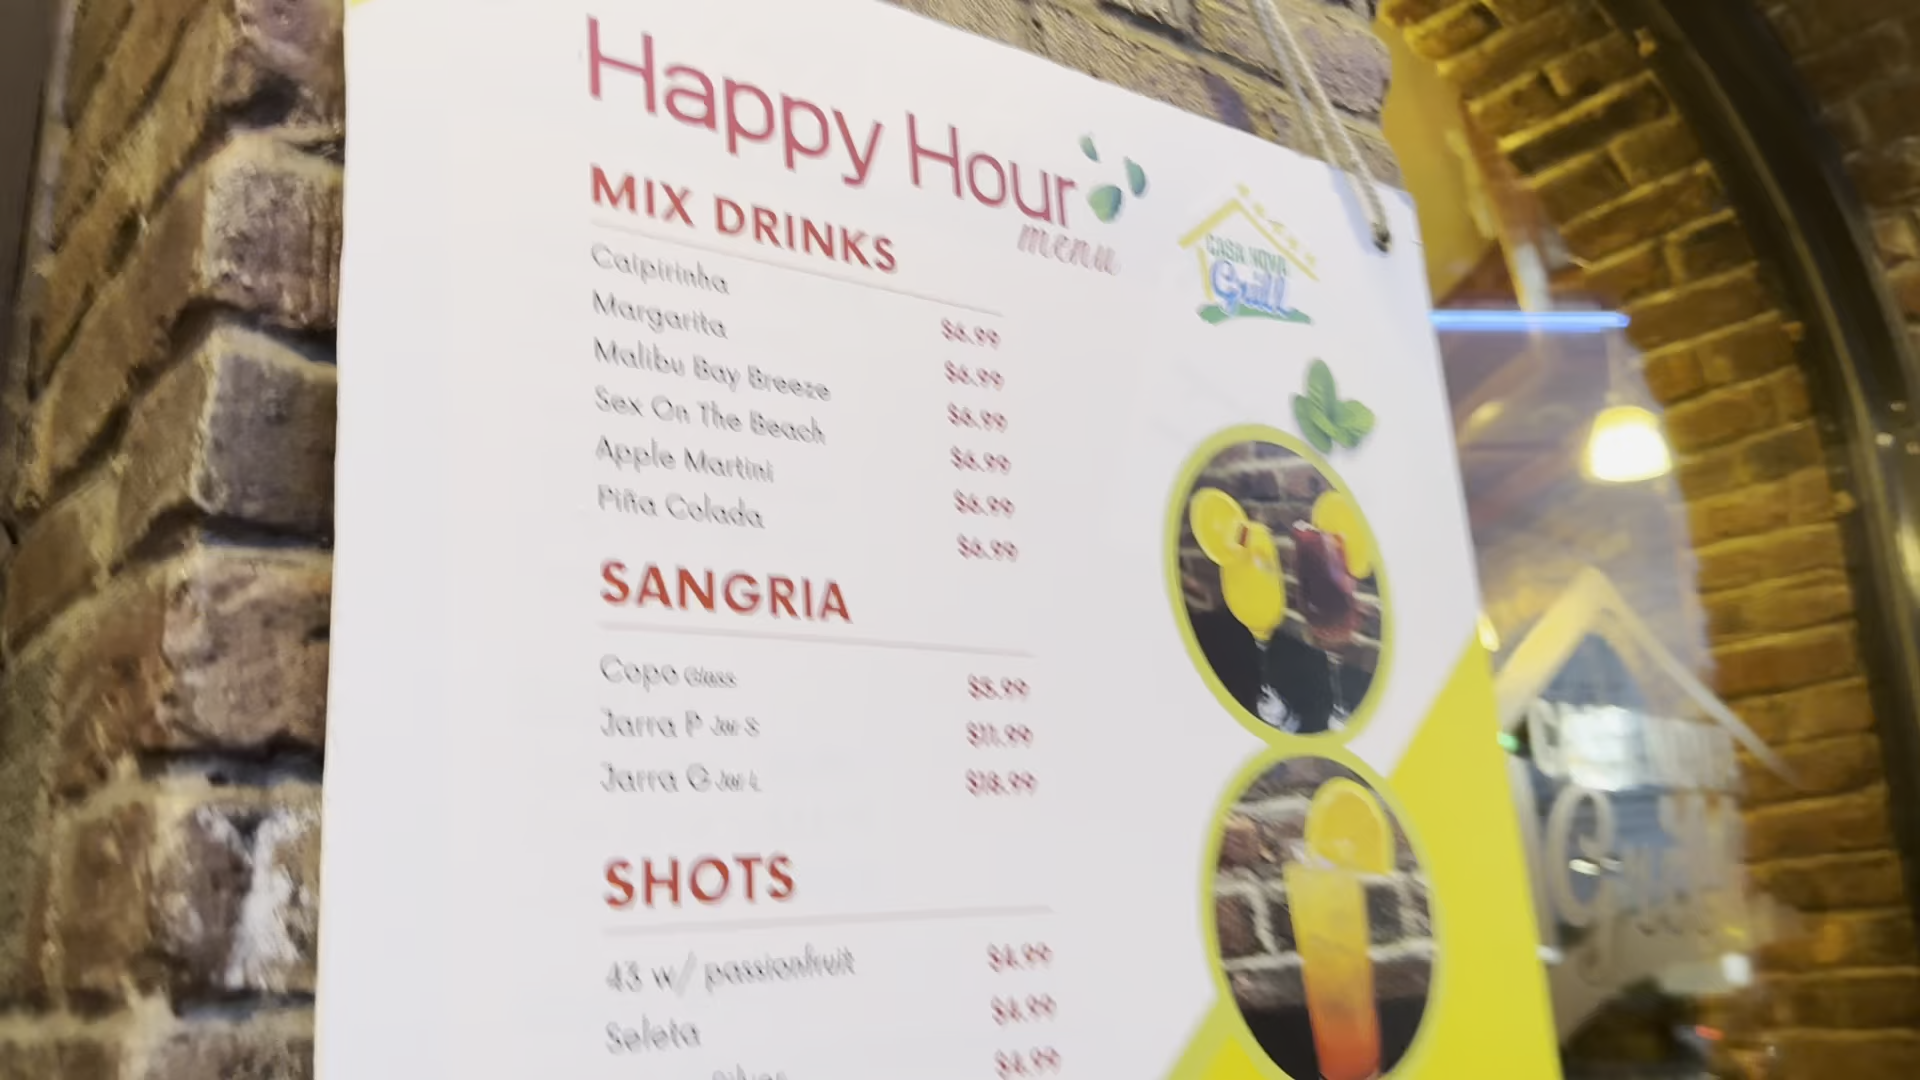 Happy Hour
menu
CASA NOVA
Grill
MIX DRINKS
Caipirinha $6.99
Margarita $6.99
Malibu Bay Breeze $6.99
Sex On The Beach $6.99
Apple Martini $6.99
Piña Colada $6.99
SANGRIA
Copo Glass $5.99
Jarra P Jar S $11.99
Jarra G Jar L $18.99
SHOTS
43 w/ passionfruit $4.99
Seleta $4.99
silver $4.99